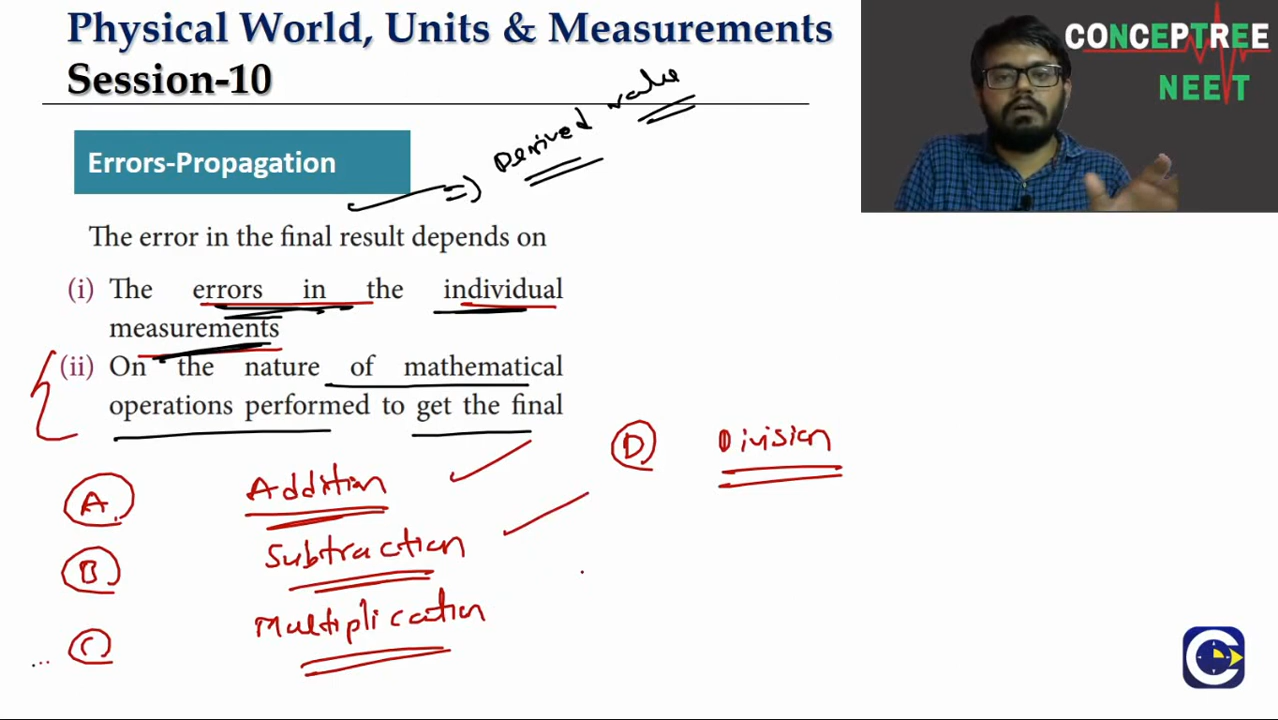 Physical World, Units & Measurements
Session-10
CONCEPTREE
NEET
Errors-Propagation
=) Derived value
The error in the final result depends on
(i) The errors in the individual
measurements
(ii) On the nature of mathematical
operations performed to get the final
A Addition
B Subtraction
C Multiplication
D Division